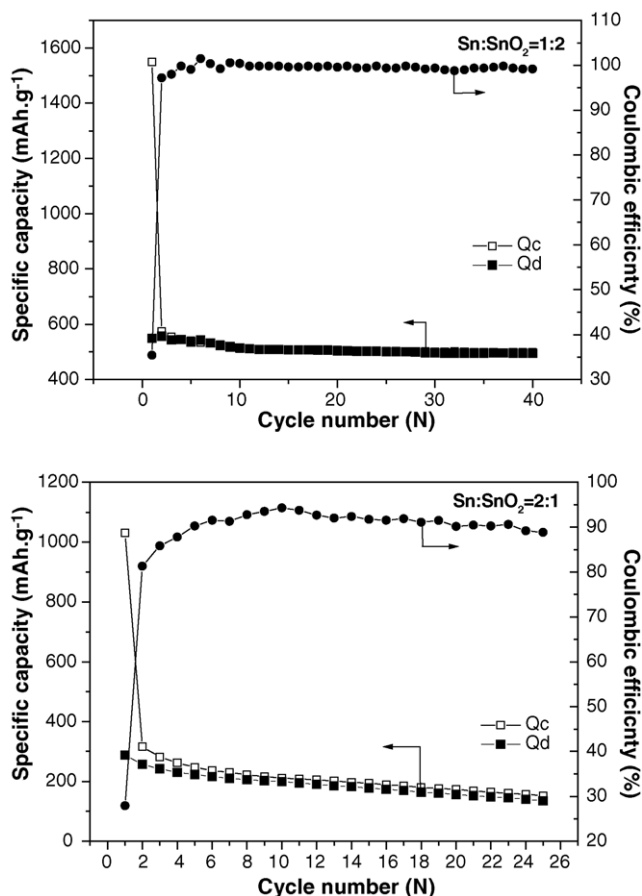 Sn:SnO₂=1:2
Specific capacity (mAh.g⁻¹)
1600
1400
1200
1000
800
600
400
110
100
90
80
70
60
50
40
30
Coulombic efficicnty (%)
Qc
Qd
0 10 20 30 40
Cycle number (N)
Sn:SnO₂=2:1
Specific capacity (mAh.g⁻¹)
1200
1000
800
600
400
200
0
100
90
80
70
60
50
40
30
20
Coulombic efficicnty (%)
Qc
Qd
0 2 4 6 8 10 12 14 16 18 20 22 24 26
Cycle number (N)